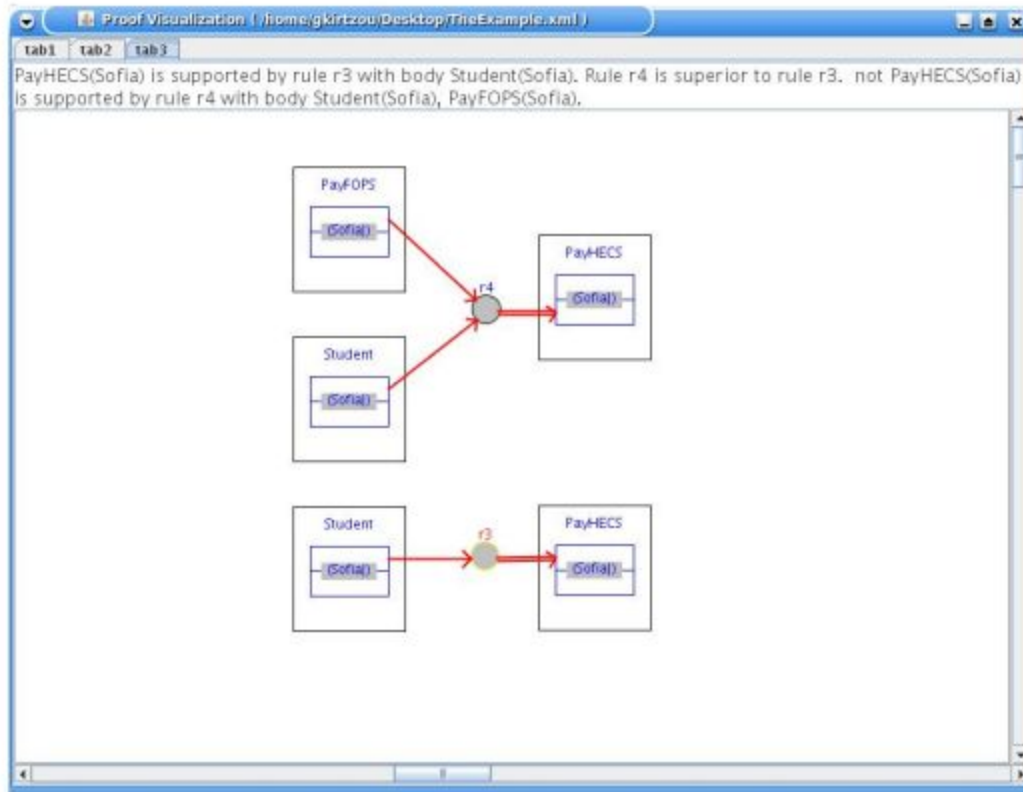 Proof Visualization ( /home/gkirtzou/Desktop/TheExample.xml )
tab1 tab2 tab3
PayHECS(Sofia) is supported by rule r3 with body Student(Sofia). Rule r4 is superior to rule r3. not PayHECS(Sofia)
is supported by rule r4 with body Student(Sofia), PayFOPS(Sofia).
PayFOPS
(Sofia|)
r4
PayHECS
(Sofia|)
Student
(Sofia|)
Student
(Sofia|)
r3
PayHECS
(Sofia|)